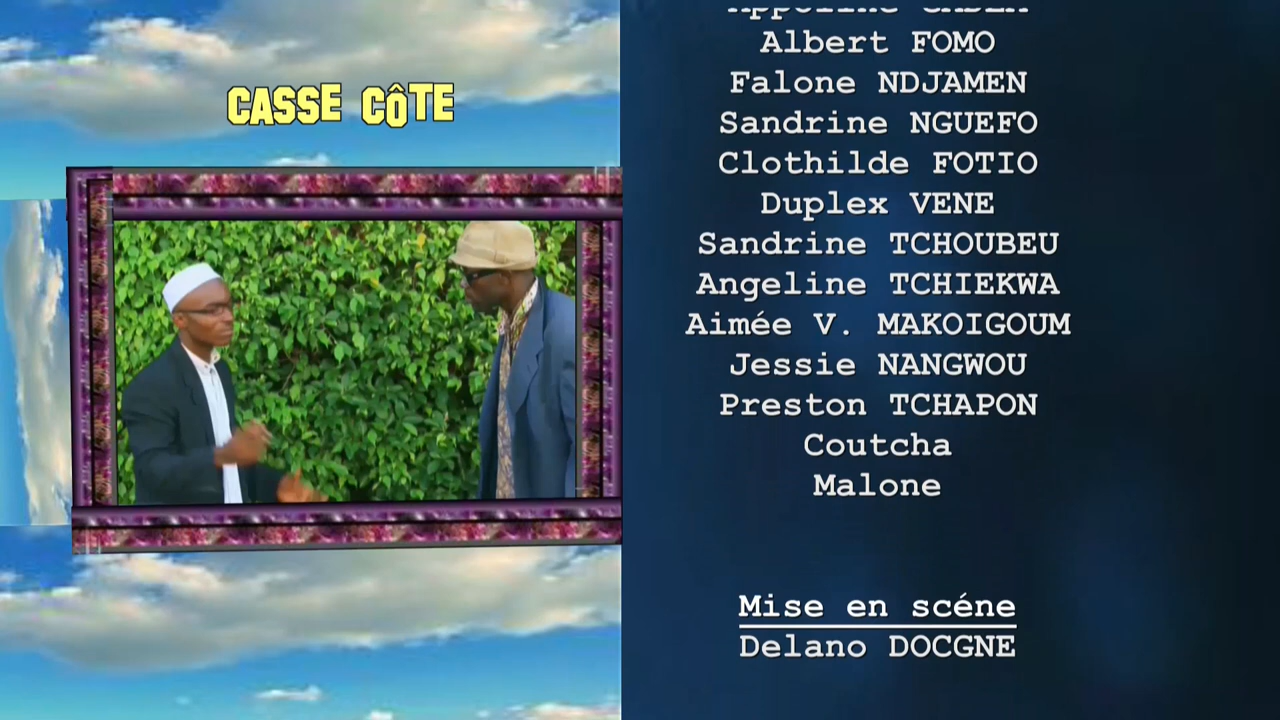 CASSE CÔTE
Albert FOMO
Falone NDJAMEN
Sandrine NGUEFO
Clothilde FOTIO
Duplex VENE
Sandrine TCHOUBEU
Angeline TCHIEKWA
Aimée V. MAKOIGOUM
Jessie NANGWOU
Preston TCHAPON
Coutcha
Malone
Mise en scéne
Delano DOCGNE